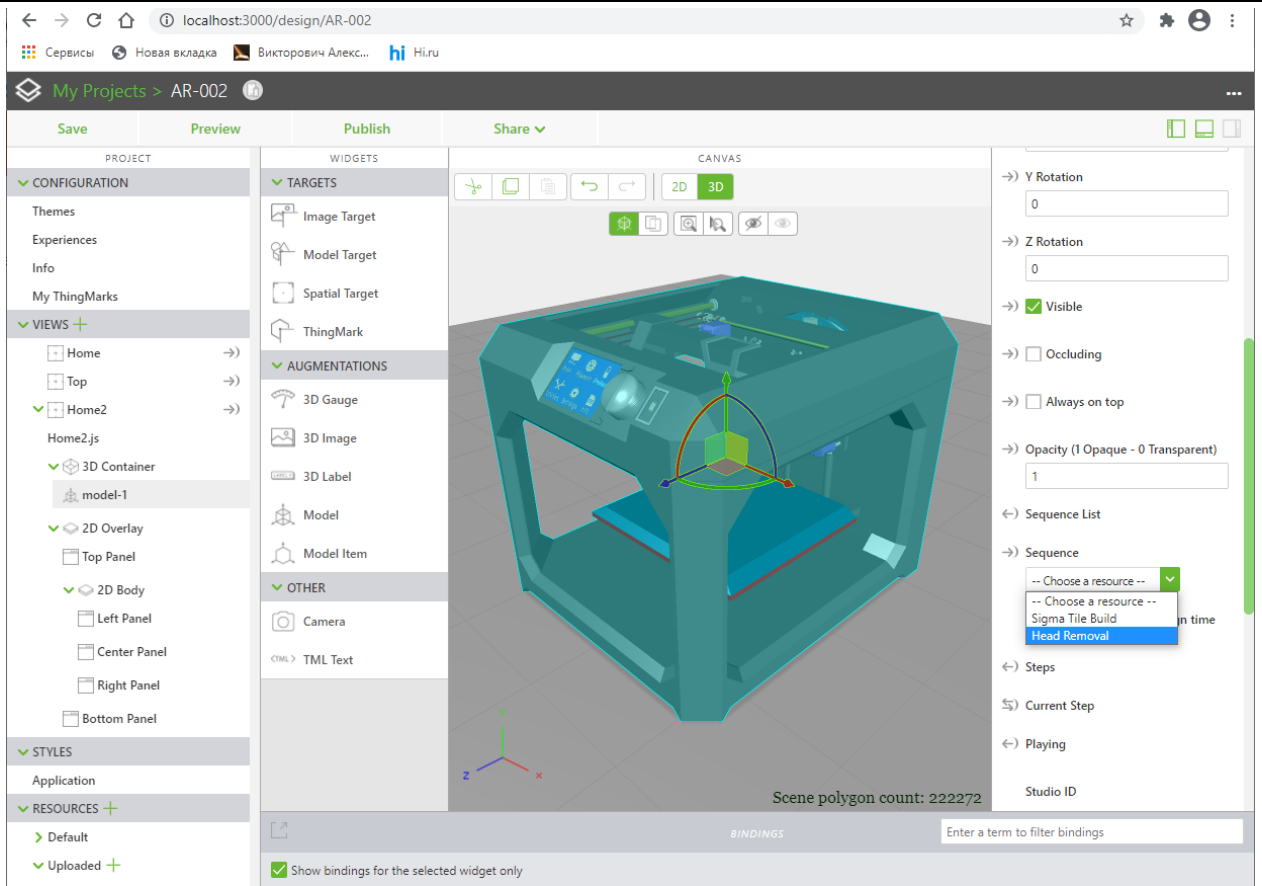 localhost:3000/design/AR-002
Сервисы Новая вкладка Викторович Алекс... hi Hi.ru
My Projects > AR-002
Save Preview Publish Share
PROJECT
CONFIGURATION
Themes
Experiences
Info
My ThingMarks
VIEWS
Home
Top
Home2
Home2.js
3D Container
model-1
2D Overlay
Top Panel
2D Body
Left Panel
Center Panel
Right Panel
Bottom Panel
STYLES
Application
RESOURCES
Default
Uploaded
WIDGETS
TARGETS
Image Target
Model Target
Spatial Target
ThingMark
AUGMENTATIONS
3D Gauge
3D Image
3D Label
Model
Model Item
OTHER
Camera
TML Text
CANVAS
2D 3D
Y
Z
X
Scene polygon count: 222272
Y Rotation
0
Z Rotation
0
Visible
Occluding
Always on top
Opacity (1 Opaque - 0 Transparent)
1
Sequence List
Sequence
-- Choose a resource --
-- Choose a resource --
Sigma Tile Build
Head Removal
gn time
Steps
Current Step
Playing
Studio ID
BINDINGS
Enter a term to filter bindings
Show bindings for the selected widget only